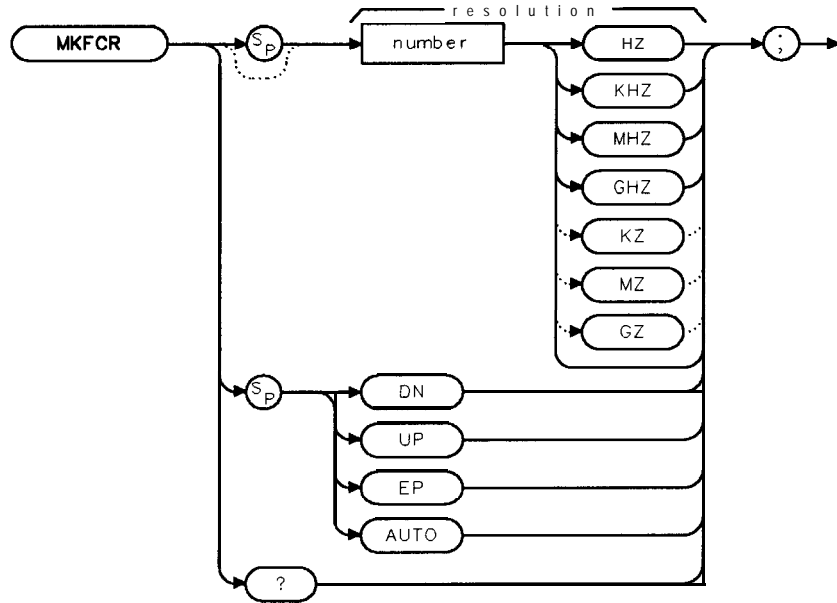 resolution
MKFCR
SP
number
HZ
;
KHZ
MHZ
GHZ
KZ
MZ
GZ
SP
DN
UP
EP
AUTO
?